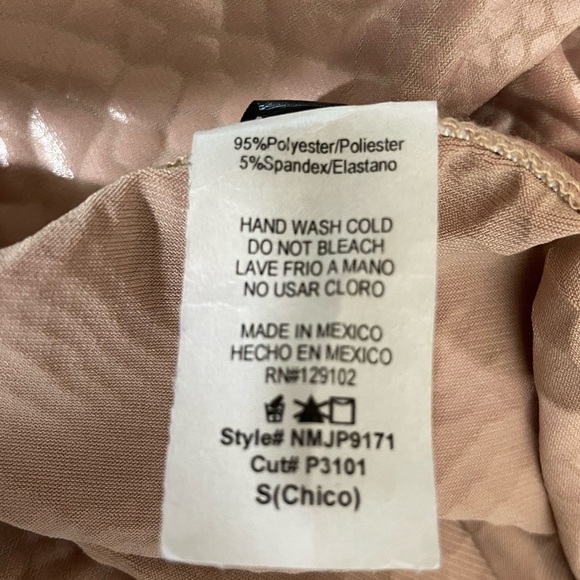 95%Polyester/Poliester
5%Spandex/Elastano
HAND WASH COLD
DO NOT BLEACH
LAVE FRIO A MANO
NO USAR CLORO
MADE IN MEXICO
HECHO EN MEXICO
RN#129102
Style# NMJP9171
Cut# P3101
S(Chico)